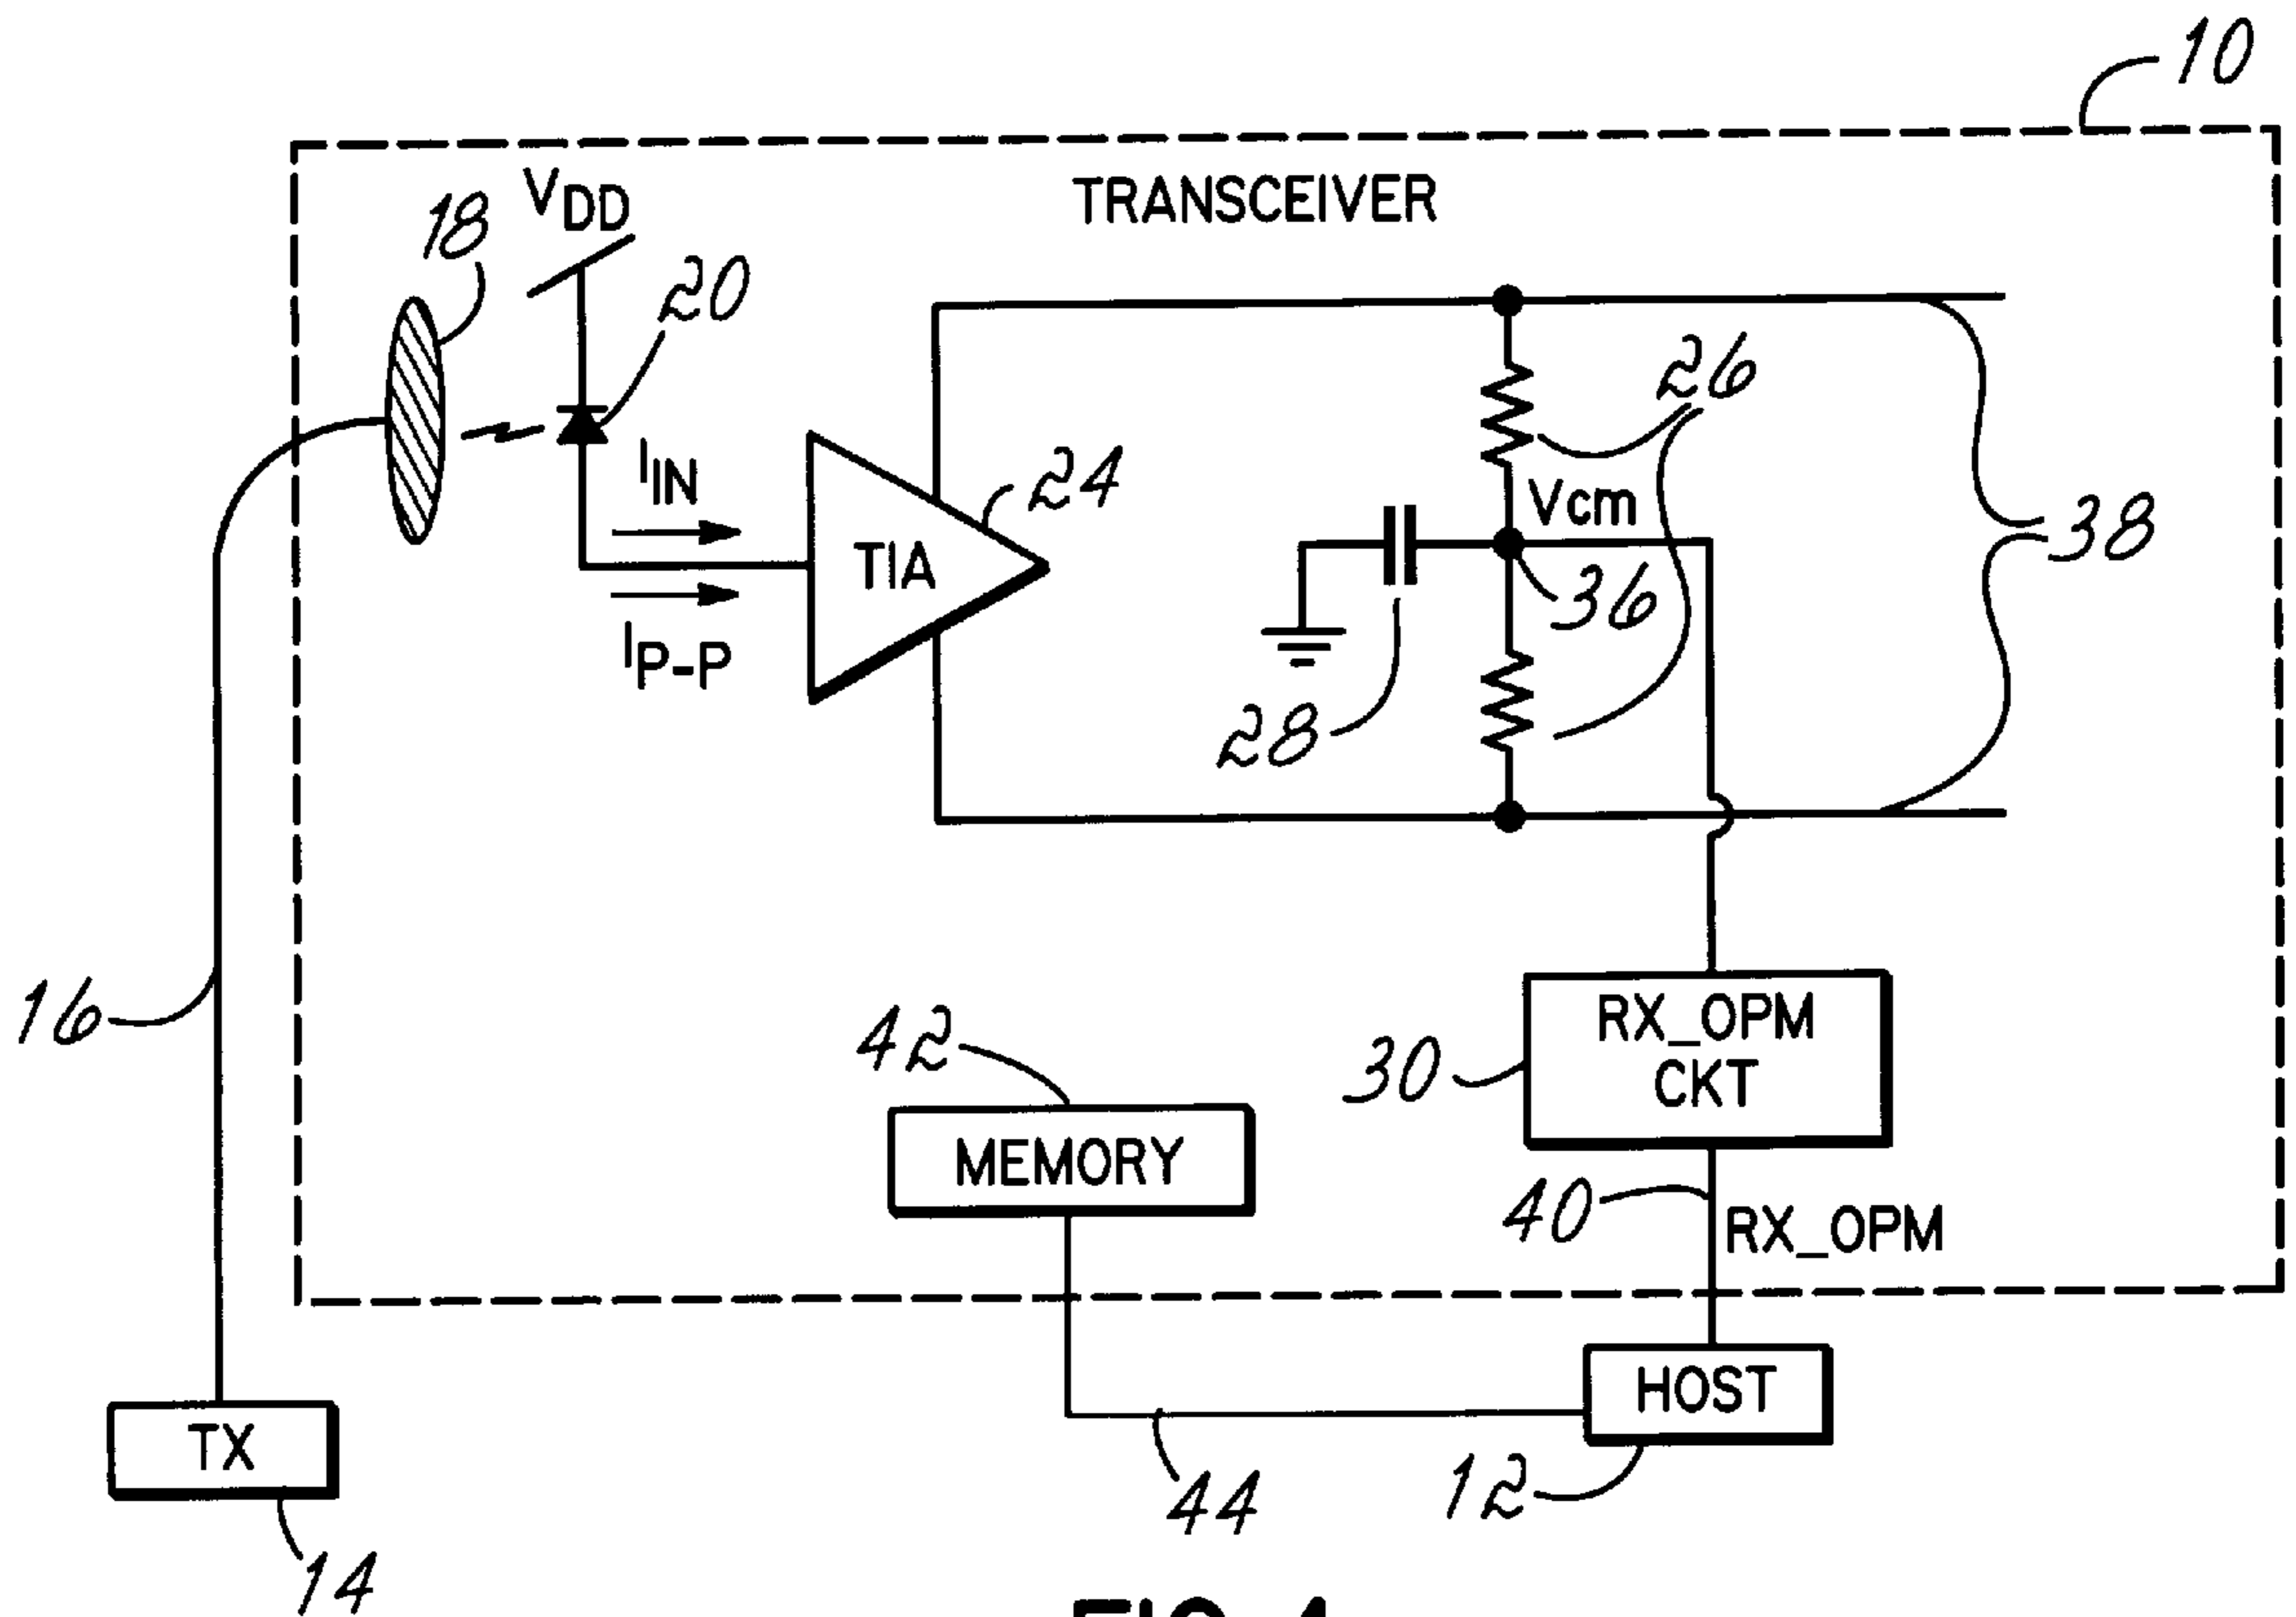 10
TRANSCEIVER
VDD
18
20
26
IIN
24
Vcm
38
TIA
36
IP-P
28
16
42
30
RX_OPM
CKT
MEMORY
40
RX_OPM
HOST
TX
44
12
14